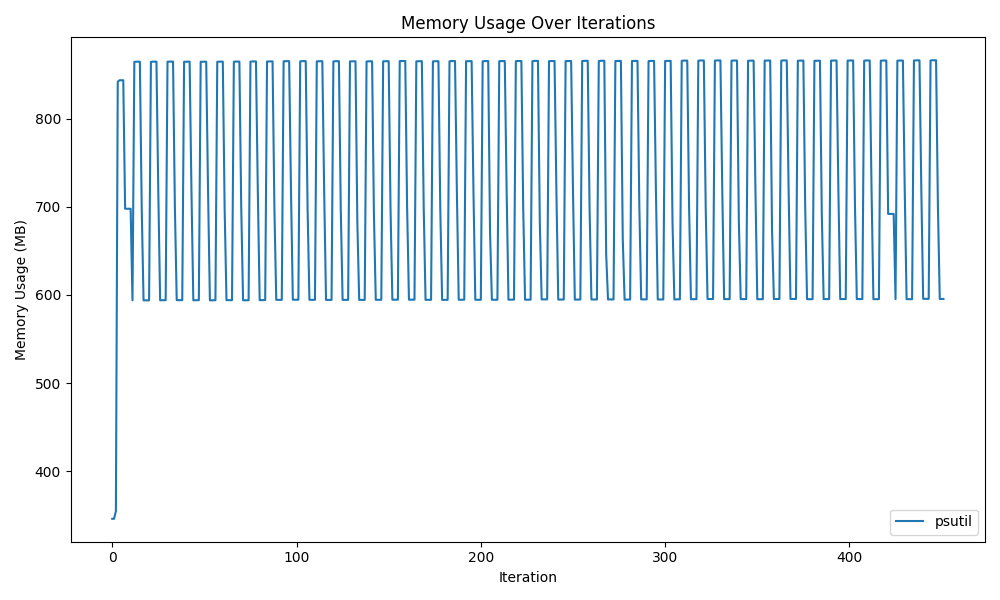 Memory Usage Over Iterations
Memory Usage (MB)
800
700
600
500
400
psutil
0 100 200 300 400
Iteration